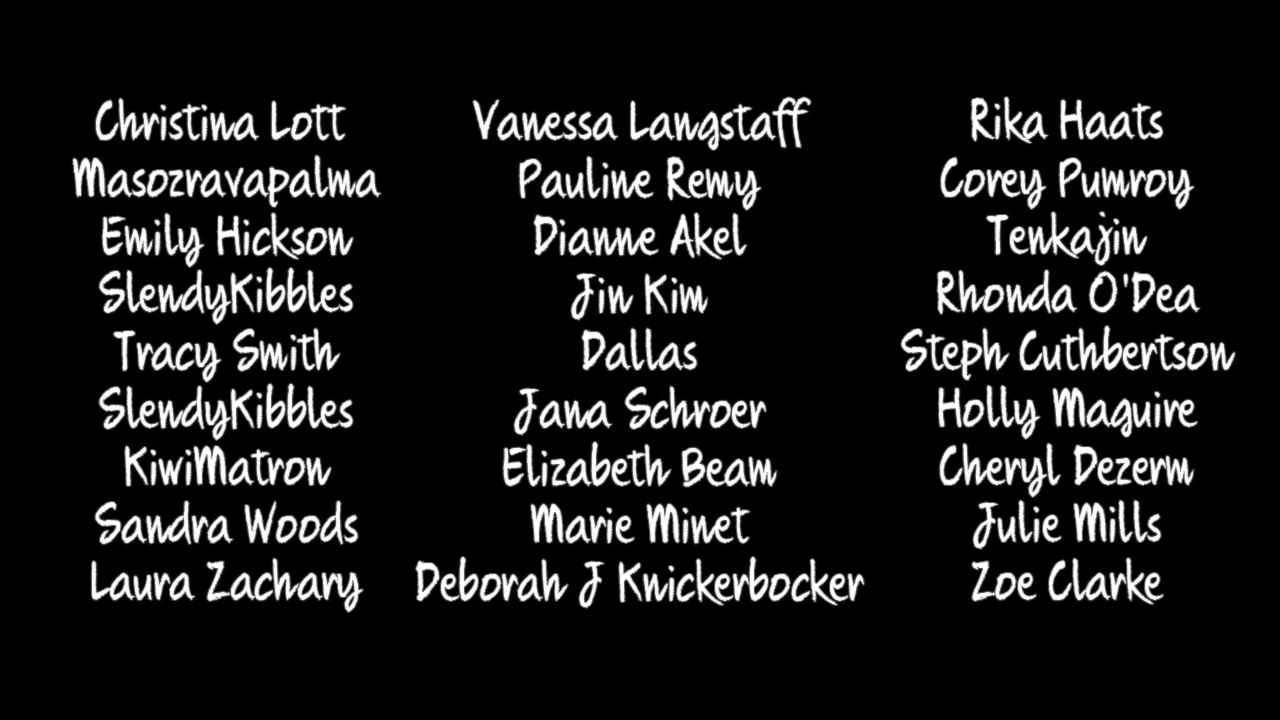 Christina Lott
Masozravapalma
Emily Hickson
SlendyKibbles
Tracy Smith
SlendyKibbles
KiwiMatron
Sandra Woods
Laura Zachary
Vanessa Langstaff
Pauline Remy
Dianne Akel
Jin Kim
Dallas
Jana Schroer
Elizabeth Beam
Marie Minet
Deborah J Knickerbocker
Rika Haats
Corey Pumroy
Tenkajin
Rhonda O'Dea
Steph Cuthbertson
Holly Maguire
Cheryl Dezerm
Julie Mills
Zoe Clarke